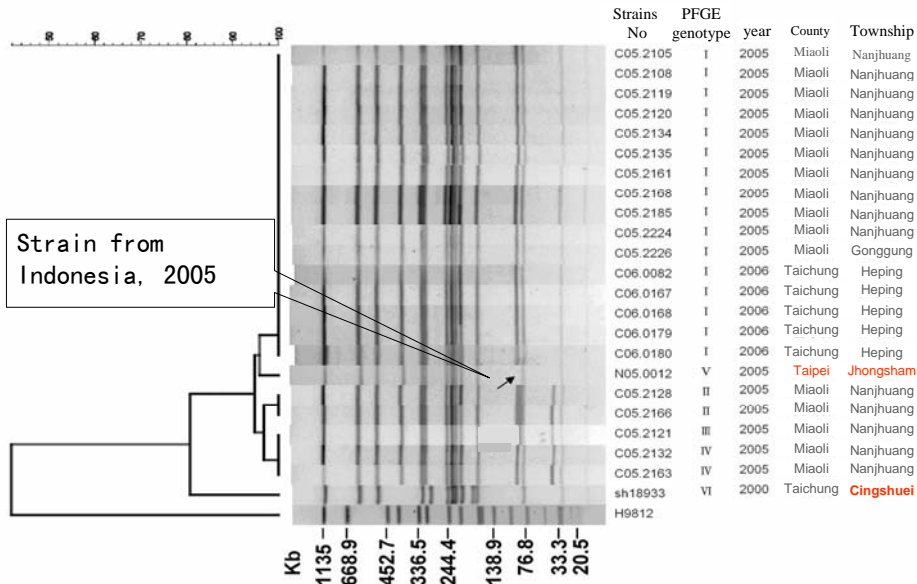 Strains PFGE
No genotype year County Township
40 50 60 70 80 90 100
C05.2105 I 2005 Miaoli Nanjhuang
C05.2108 I 2005 Miaoli Nanjhuang
C05.2119 I 2005 Miaoli Nanjhuang
C05.2120 I 2005 Miaoli Nanjhuang
C05.2134 I 2005 Miaoli Nanjhuang
C05.2135 I 2005 Miaoli Nanjhuang
C05.2161 I 2005 Miaoli Nanjhuang
C05.2168 I 2005 Miaoli Nanjhuang
C05.2185 I 2005 Miaoli Nanjhuang
C05.2224 I 2005 Miaoli Nanjhuang
C05.2226 I 2005 Miaoli Gonggung
C06.0082 I 2006 Taichung Heping
C06.0167 I 2006 Taichung Heping
C06.0168 I 2006 Taichung Heping
C06.0179 I 2006 Taichung Heping
C06.0180 I 2006 Taichung Heping
N05.0012 V 2005 Taipei Jhongsham
C05.2128 II 2005 Miaoli Nanjhuang
C05.2166 II 2005 Miaoli Nanjhuang
C05.2121 III 2005 Miaoli Nanjhuang
C05.2132 IV 2005 Miaoli Nanjhuang
C05.2163 IV 2005 Miaoli Nanjhuang
sh18933 VI 2000 Taichung Cingshuei
H9812
Strain from
Indonesia, 2005
Kb 1135 668.9 452.7 336.5 244.4 138.9 76.8 33.3 20.5